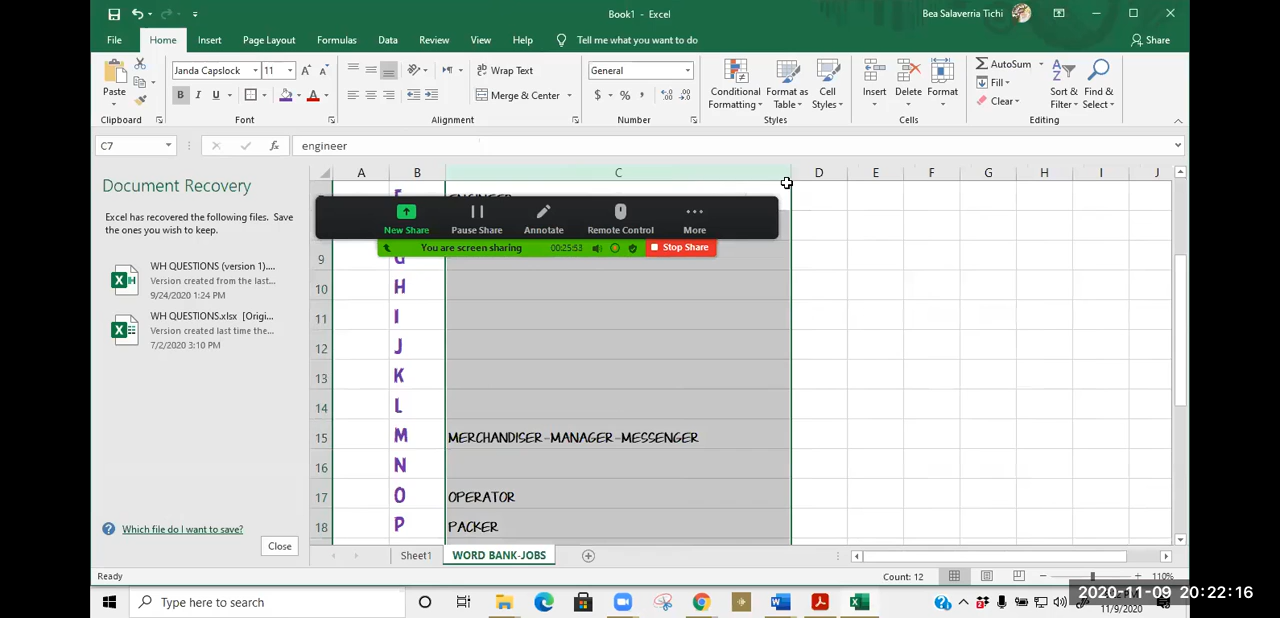 Book1 - Excel
Bea Salaverria Tichi
File Home Insert Page Layout Formulas Data Review View Help Tell me what you want to do Share
Paste
Janda Capslock 11
Wrap Text
Merge & Center
General
Conditional Formatting
Format as Table
Cell Styles
Insert Delete Format
AutoSum
Fill
Clear
Sort & Filter
Find & Select
Clipboard Font Alignment Number Styles Cells Editing
C7 engineer
Document Recovery
Excel has recovered the following files. Save
the ones you wish to keep.
WH QUESTIONS (version 1)....
Version created from the last...
9/24/2020 1:24 PM
WH QUESTIONS.xlsx [Origi...
Version created last time the...
7/2/2020 3:10 PM
Which file do I want to save?
Close
A B C D E F G H I J
New Share Pause Share Annotate Remote Control More
You are screen sharing 00:25:53 Stop Share
9 G
10 H
11 I
12 J
13 K
14 L
15 M MERCHANDISER-MANAGER-MESSENGER
16 N
17 O OPERATOR
18 P PACKER
Sheet1 WORD BANK-JOBS
Ready Count: 12 110%
Type here to search
2020-11-09 20:22:16
11/9/2020